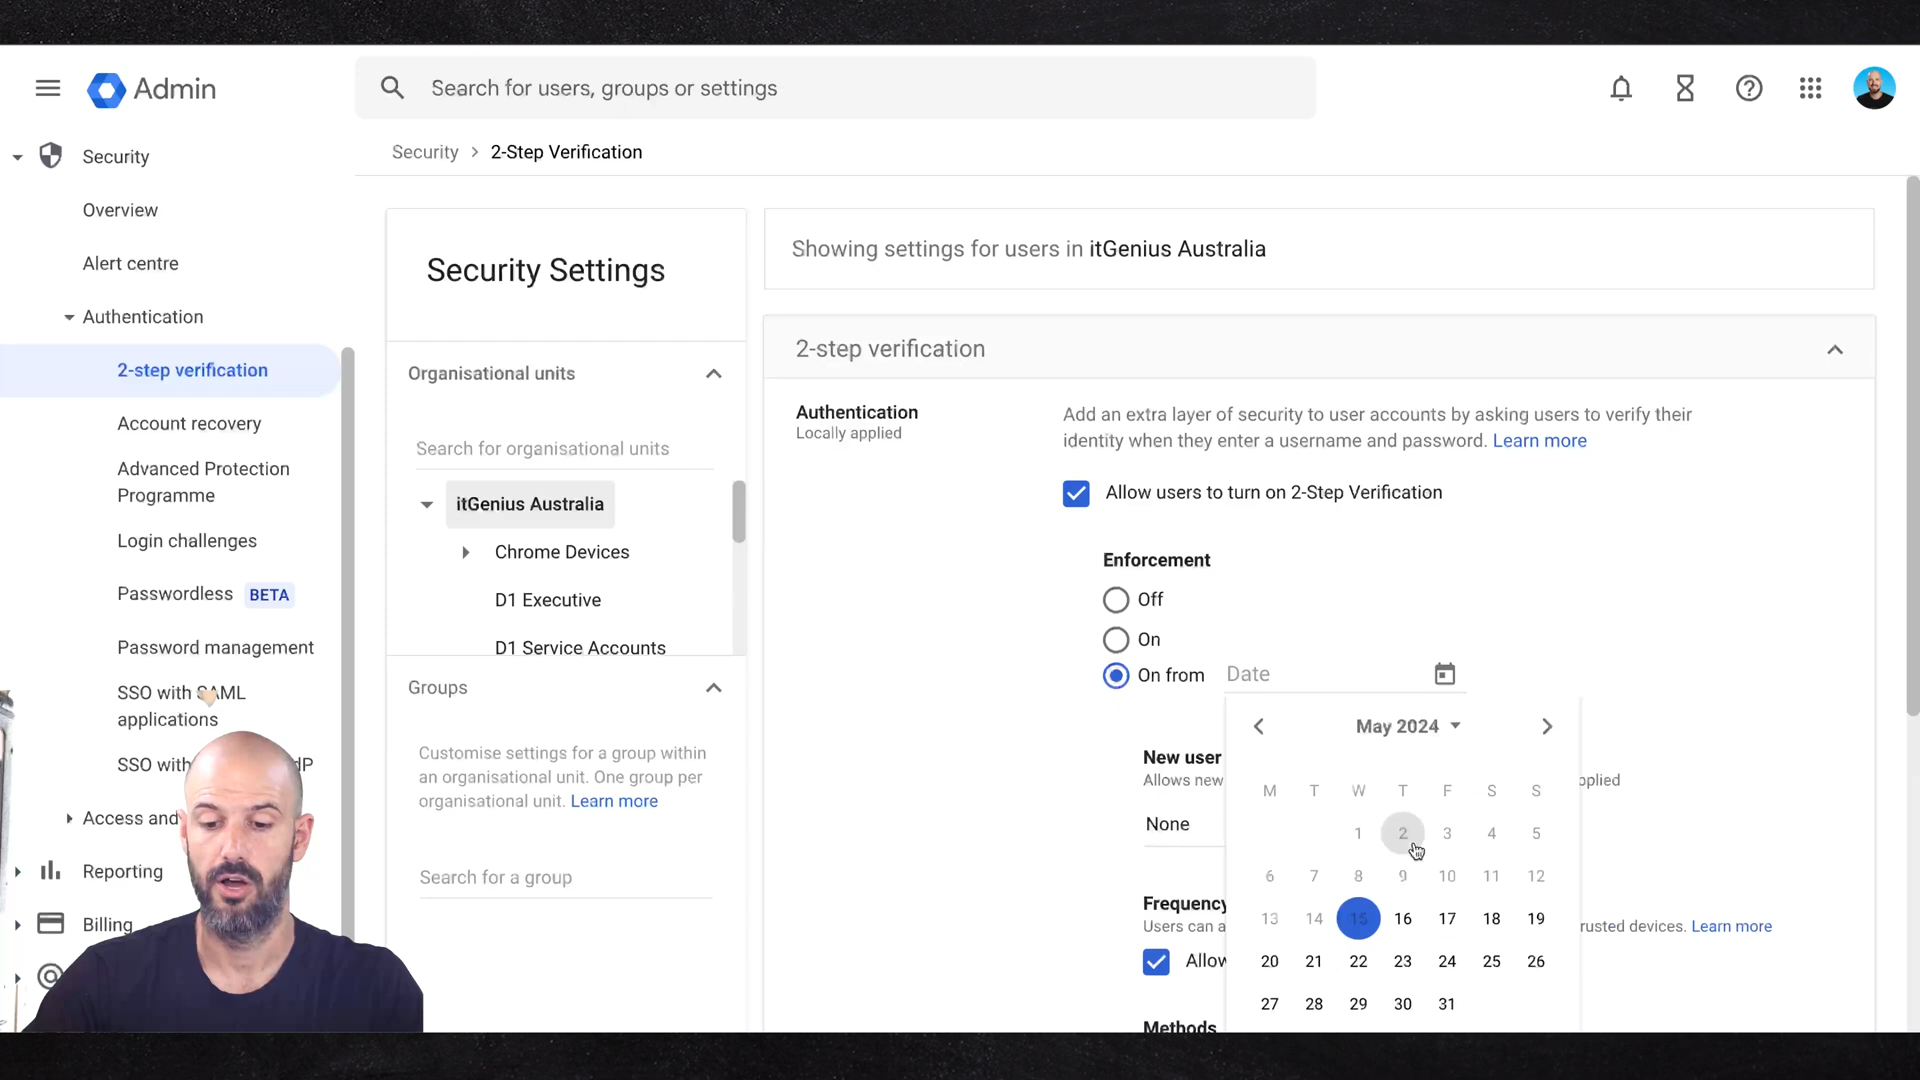 Admin
Search for users, groups or settings
Security
Overview
Alert centre
Authentication
2-step verification
Account recovery
Advanced Protection
Programme
Login challenges
Passwordless BETA
Password management
SSO with SAML
applications
SSO with
Access and
Reporting
Billing
Security > 2-Step Verification
Security Settings
Organisational units
Search for organisational units
itGenius Australia
Chrome Devices
D1 Executive
D1 Service Accounts
Groups
Customise settings for a group within
an organisational unit. One group per
organisational unit. Learn more
Search for a group
Showing settings for users in itGenius Australia
2-step verification
Authentication
Locally applied
Add an extra layer of security to user accounts by asking users to verify their
identity when they enter a username and password. Learn more
Allow users to turn on 2-Step Verification
Enforcement
Off
On
On from Date
May 2024
M T W T F S S
1 2 3 4 5
6 7 8 9 10 11 12
13 14 15 16 17 18 19
20 21 22 23 24 25 26
27 28 29 30 31
New user
Allows new
None
Frequency
Users can a rusted devices. Learn more
Allow
Methods